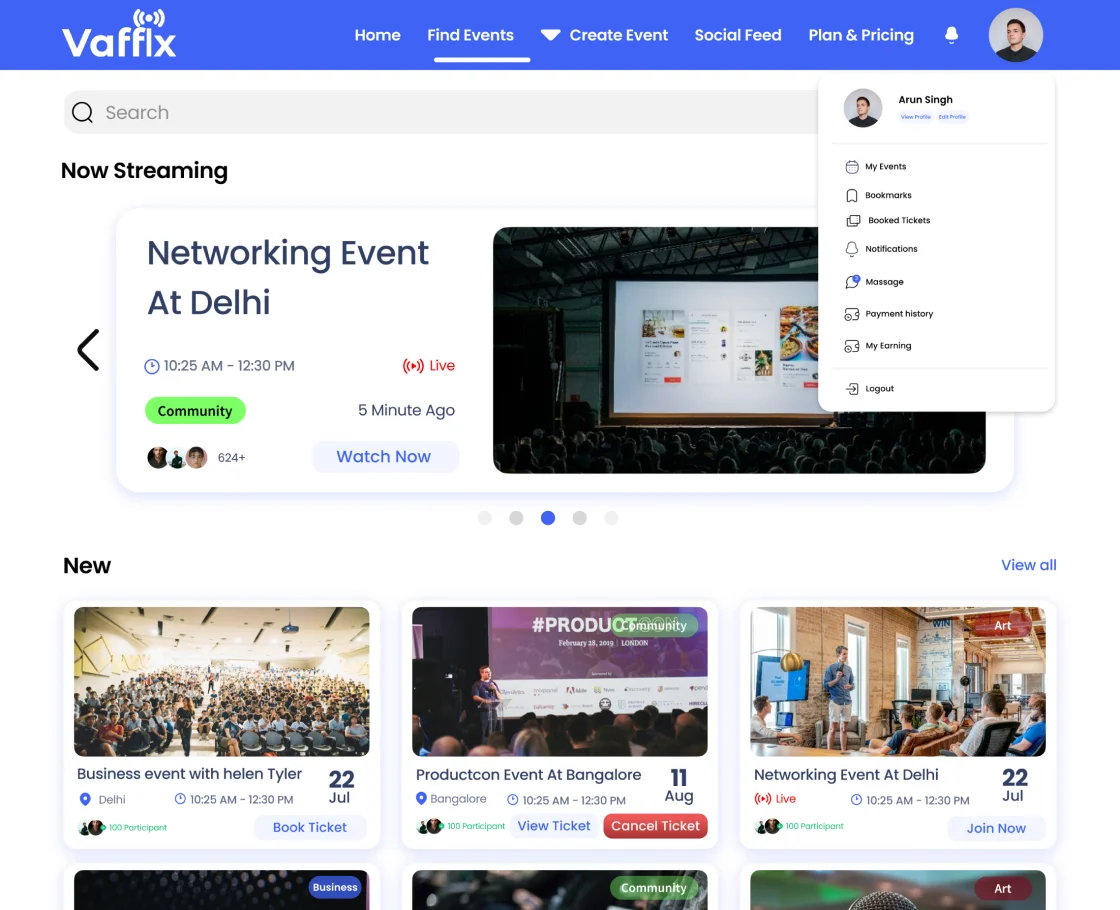 Vaffix
Home
Find Events
Create Event
Social Feed
Plan & Pricing
Search
Arun Singh
View Profile
Edit Profile
My Events
Bookmarks
Booked Tickets
Notifications
Massage
Payment history
My Earning
Logout
Now Streaming
Networking Event
At Delhi
10:25 AM - 12:30 PM
Live
Community
5 Minute Ago
624+
Watch Now
New
View all
Business event with helen Tyler
22
Jul
Delhi
10:25 AM - 12:30 PM
100 Participant
Book Ticket
#PRODUCTCON
Community
February 28, 2019 | LONDON
Productcon Event At Bangalore
11
Aug
Bangalore
10:25 AM - 12:30 PM
100 Participant
View Ticket
Cancel Ticket
WIN
Art
Networking Event At Delhi
22
Jul
Live
10:25 AM - 12:30 PM
100 Participant
Join Now
Business
Community
Art